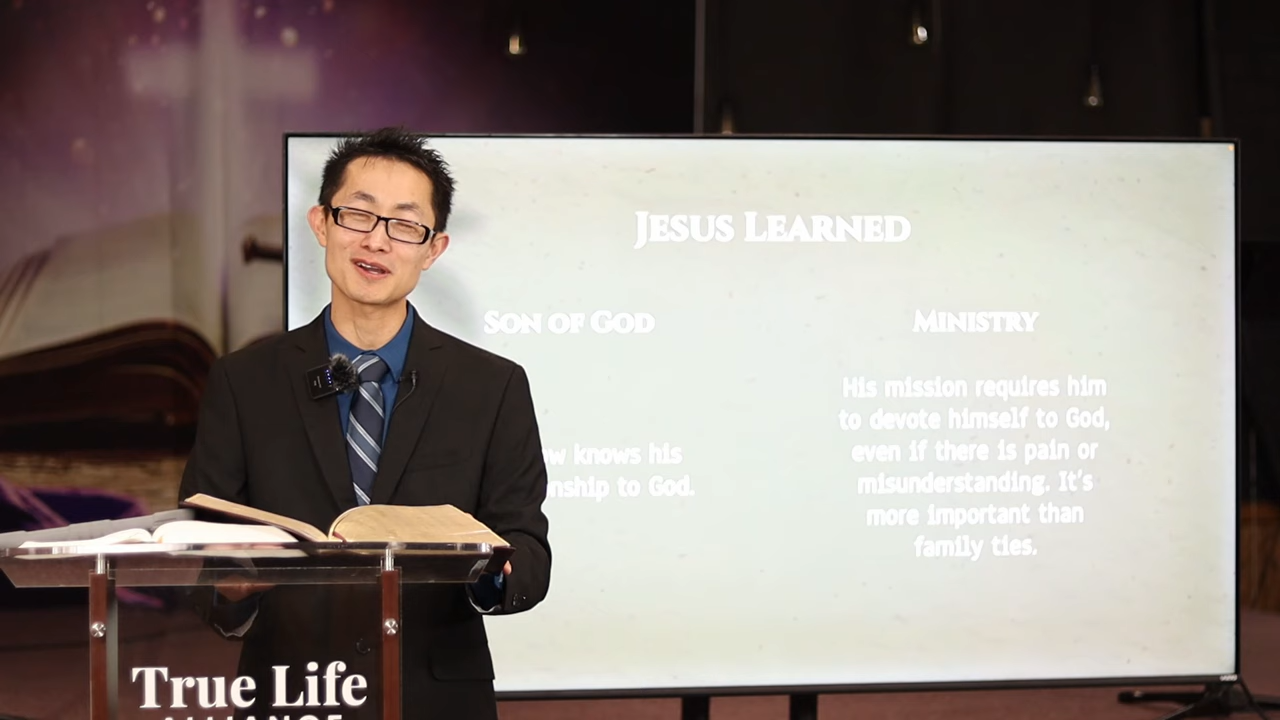 Jesus Learned
Son of God
knows his
to God.
Ministry
His mission requires him
to devote himself to God,
even if there is pain or
misunderstanding. It's
more important than
family ties.
True Life
ALLIANCE